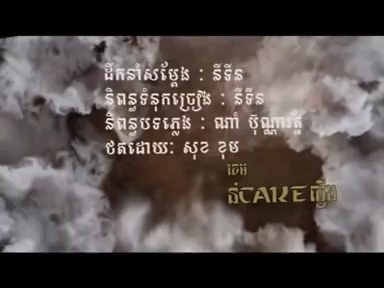 ដឹកនាំសម្តែង : នីទីន
និពន្ធទំនុកច្រៀង : នីទីន
និពន្ធបទភ្លេង : ណាំ ប៊ុណ្ណារ័ត្ន
ថតដោយ: សុខ ខុម
CAKE